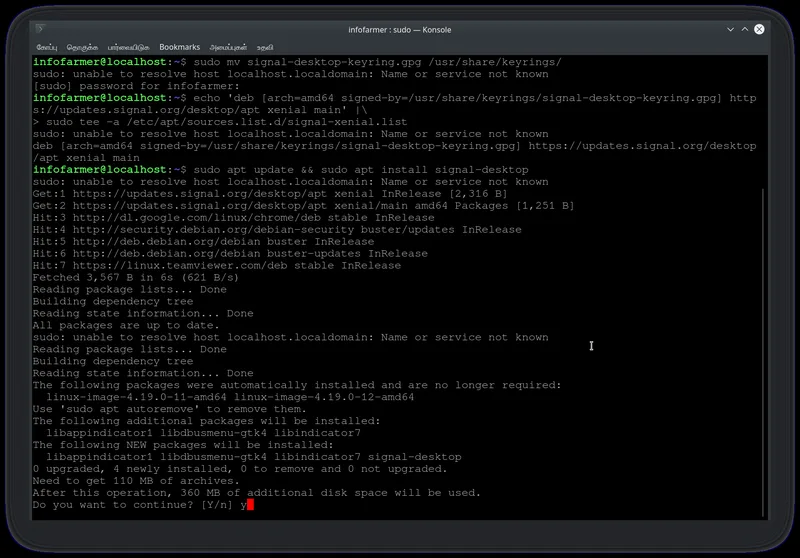 infofarmer : sudo — Konsole
கோப்பு தொகுக்க பார்வையிடுக Bookmarks அமைப்புகள் உதவி
infofarmer@localhost:~$ sudo mv signal-desktop-keyring.gpg /usr/share/keyrings/
sudo: unable to resolve host localhost.localdomain: Name or service not known
[sudo] password for infofarmer:
infofarmer@localhost:~$ echo 'deb [arch=amd64 signed-by=/usr/share/keyrings/signal-desktop-keyring.gpg] http
s://updates.signal.org/desktop/apt xenial main' |\
> sudo tee -a /etc/apt/sources.list.d/signal-xenial.list
sudo: unable to resolve host localhost.localdomain: Name or service not known
deb [arch=amd64 signed-by=/usr/share/keyrings/signal-desktop-keyring.gpg] https://updates.signal.org/desktop
/apt xenial main
infofarmer@localhost:~$ sudo apt update && sudo apt install signal-desktop
sudo: unable to resolve host localhost.localdomain: Name or service not known
Get:1 https://updates.signal.org/desktop/apt xenial InRelease [2,316 B]
Get:2 https://updates.signal.org/desktop/apt xenial/main amd64 Packages [1,251 B]
Hit:3 http://dl.google.com/linux/chrome/deb stable InRelease
Hit:4 http://security.debian.org/debian-security buster/updates InRelease
Hit:5 http://deb.debian.org/debian buster InRelease
Hit:6 http://deb.debian.org/debian buster-updates InRelease
Hit:7 https://linux.teamviewer.com/deb stable InRelease
Fetched 3,567 B in 6s (621 B/s)
Reading package lists... Done
Building dependency tree
Reading state information... Done
All packages are up to date.
sudo: unable to resolve host localhost.localdomain: Name or service not known
Reading package lists... Done
Building dependency tree
Reading state information... Done
The following packages were automatically installed and are no longer required:
linux-image-4.19.0-11-amd64 linux-image-4.19.0-12-amd64
Use 'sudo apt autoremove' to remove them.
The following additional packages will be installed:
libappindicator1 libdbusmenu-gtk4 libindicator7
The following NEW packages will be installed:
libappindicator1 libdbusmenu-gtk4 libindicator7 signal-desktop
0 upgraded, 4 newly installed, 0 to remove and 0 not upgraded.
Need to get 110 MB of archives.
After this operation, 360 MB of additional disk space will be used.
Do you want to continue? [Y/n] y